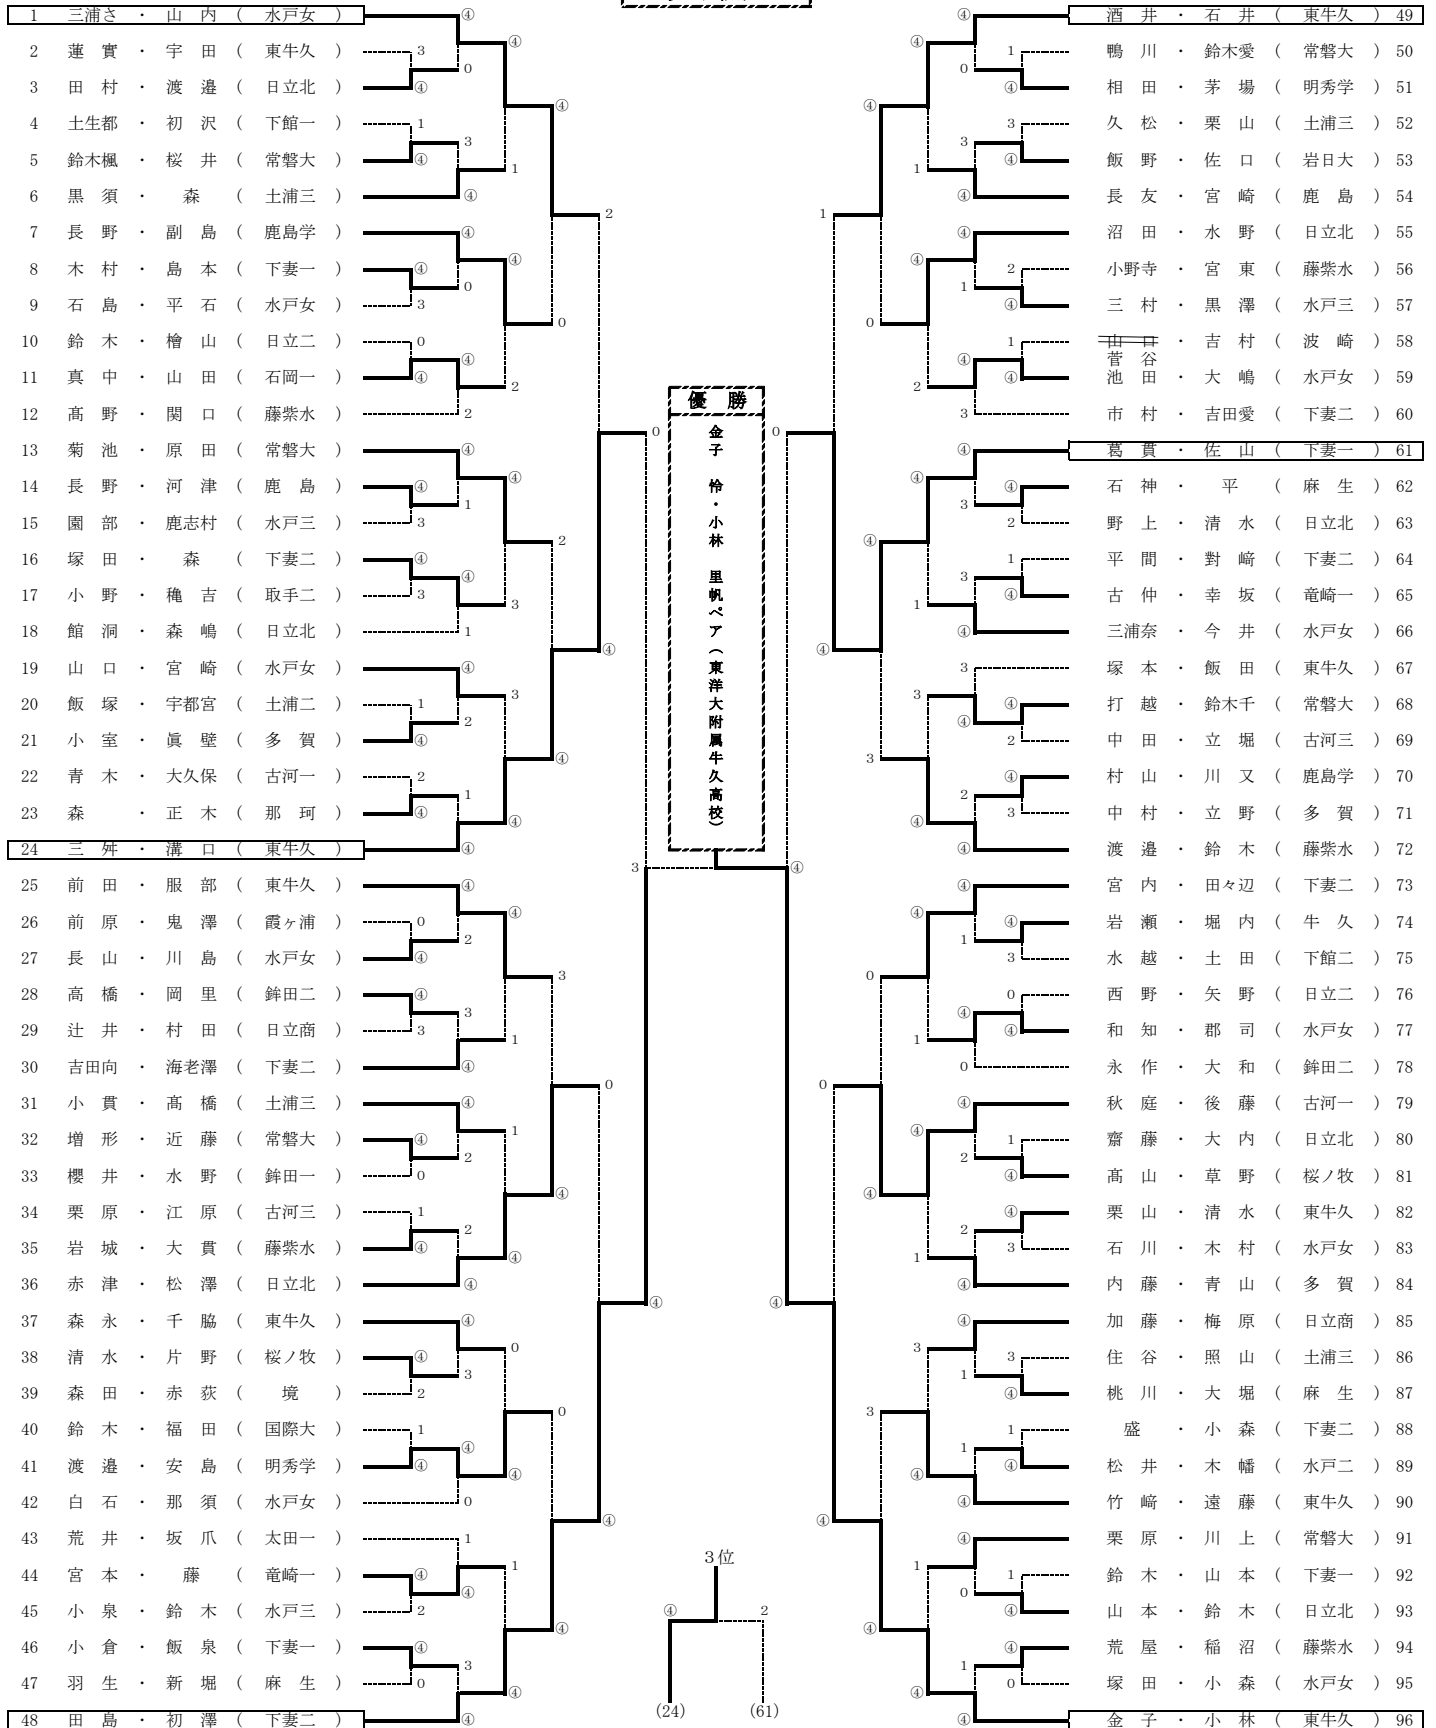 1 三浦さ・山内(水戸女)
2 蓮實・宇田(東牛久)
3 田村・渡邉(日立北)
4 土生都・初沢(下館一)
5 鈴木楓・桜井(常磐大)
6 黒須・森(土浦三)
7 長野・副島(鹿島学)
8 木村・島本(下妻一)
9 石島・平石(水戸女)
10 鈴木・檜山(日立二)
11 真中・山田(石岡一)
12 髙野・関口(藤紫水)
13 菊池・原田(常磐大)
14 長野・河津(鹿島)
15 園部・鹿志村(水戸三)
16 塚田・森(下妻二)
17 小野・穐吉(取手二)
18 館洞・森嶋(日立北)
19 山口・宮崎(水戸女)
20 飯塚・宇都宮(土浦二)
21 小室・眞壁(多賀)
22 青木・大久保(古河一)
23 森・正木(那珂)
24 三舛・溝口(東牛久)
25 前田・服部(東牛久)
26 前原・鬼澤(霞ヶ浦)
27 長山・川島(水戸女)
28 高橋・岡里(鉾田二)
29 辻井・村田(日立商)
30 吉田向・海老澤(下妻二)
31 小貫・髙橋(土浦三)
32 増形・近藤(常磐大)
33 櫻井・水野(鉾田一)
34 栗原・江原(古河三)
35 岩城・大貫(藤紫水)
36 赤津・松澤(日立北)
37 森永・千脇(東牛久)
38 清水・片野(桜ノ牧)
39 森田・赤荻(境)
40 鈴木・福田(国際大)
41 渡邉・安島(明秀学)
42 白石・那須(水戸女)
43 荒井・坂爪(太田一)
44 宮本・藤(竜崎一)
45 小泉・鈴木(水戸三)
46 小倉・飯泉(下妻一)
47 羽生・新堀(麻生)
48 田島・初澤(下妻二)
優勝
金子 怜・小林 里帆ペア(東洋大附属牛久高校)
3位
④ 2
(24) (61)
酒井・石井(東牛久) 49
鴨川・鈴木愛(常磐大) 50
相田・茅場(明秀学) 51
久松・栗山(土浦三) 52
飯野・佐口(岩日大) 53
長友・宮崎(鹿島) 54
沼田・水野(日立北) 55
小野寺・宮東(藤紫水) 56
三村・黒澤(水戸三) 57
山口・吉村(波崎) 58
菅谷
池田・大嶋(水戸女) 59
市村・吉田愛(下妻二) 60
葛貫・佐山(下妻一) 61
石神・平(麻生) 62
野上・清水(日立北) 63
平間・對﨑(下妻二) 64
古仲・幸坂(竜崎一) 65
三浦奈・今井(水戸女) 66
塚本・飯田(東牛久) 67
打越・鈴木千(常磐大) 68
中田・立堀(古河三) 69
村山・川又(鹿島学) 70
中村・立野(多賀) 71
渡邉・鈴木(藤紫水) 72
宮内・田々辺(下妻二) 73
岩瀬・堀内(牛久) 74
水越・土田(下館二) 75
西野・矢野(日立二) 76
和知・郡司(水戸女) 77
永作・大和(鉾田二) 78
秋庭・後藤(古河一) 79
齋藤・大内(日立北) 80
髙山・草野(桜ノ牧) 81
栗山・清水(東牛久) 82
石川・木村(水戸女) 83
内藤・青山(多賀) 84
加藤・梅原(日立商) 85
住谷・照山(土浦三) 86
桃川・大堀(麻生) 87
盛・小森(下妻二) 88
松井・木幡(水戸二) 89
竹﨑・遠藤(東牛久) 90
栗原・川上(常磐大) 91
鈴木・山本(下妻一) 92
山本・鈴木(日立北) 93
荒屋・稲沼(藤紫水) 94
塚田・小森(水戸女) 95
金子・小林(東牛久) 96